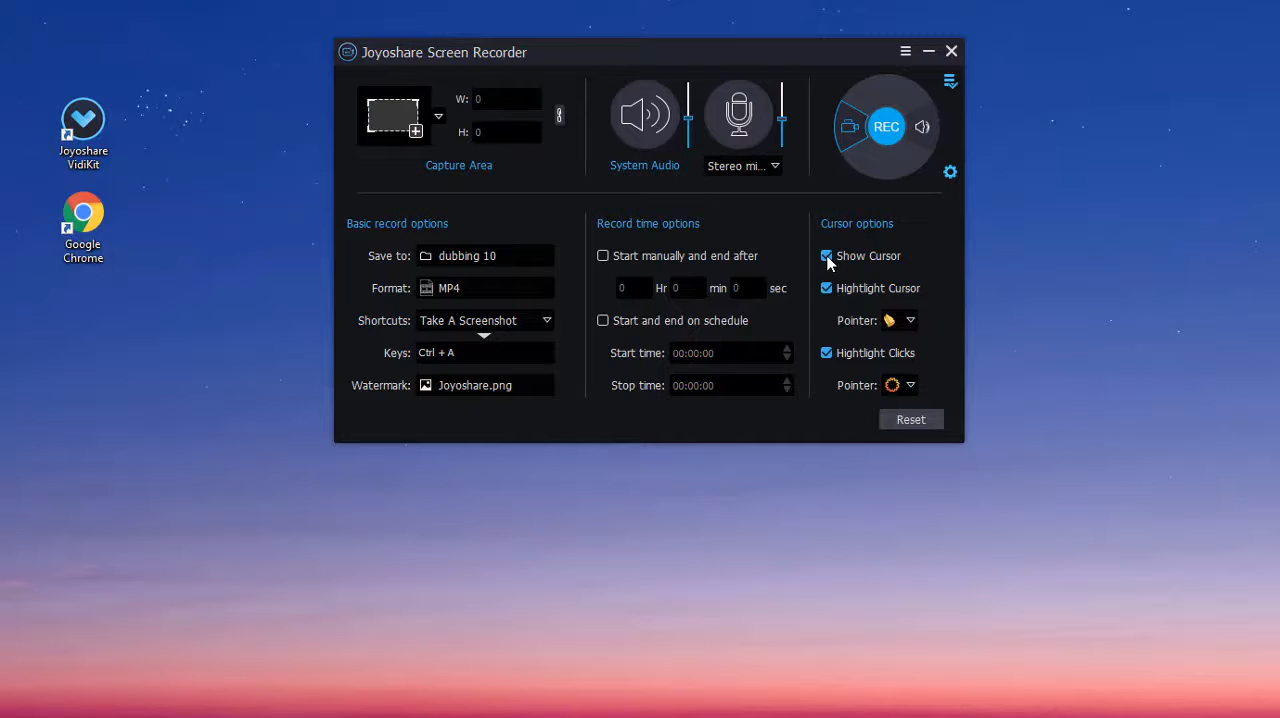 Joyoshare
VidiKit
Google
Chrome
Joyoshare Screen Recorder
W: 0
H: 0
Capture Area
System Audio
Stereo mi...
REC
Basic record options
Save to: dubbing 10
Format: MP4
Shortcuts: Take A Screenshot
Keys: Ctrl + A
Watermark: Joyoshare.png
Record time options
Start manually and end after
0 Hr 0 min 0 sec
Start and end on schedule
Start time: 00:00:00
Stop time: 00:00:00
Cursor options
Show Cursor
Hightlight Cursor
Pointer:
Hightlight Clicks
Pointer:
Reset